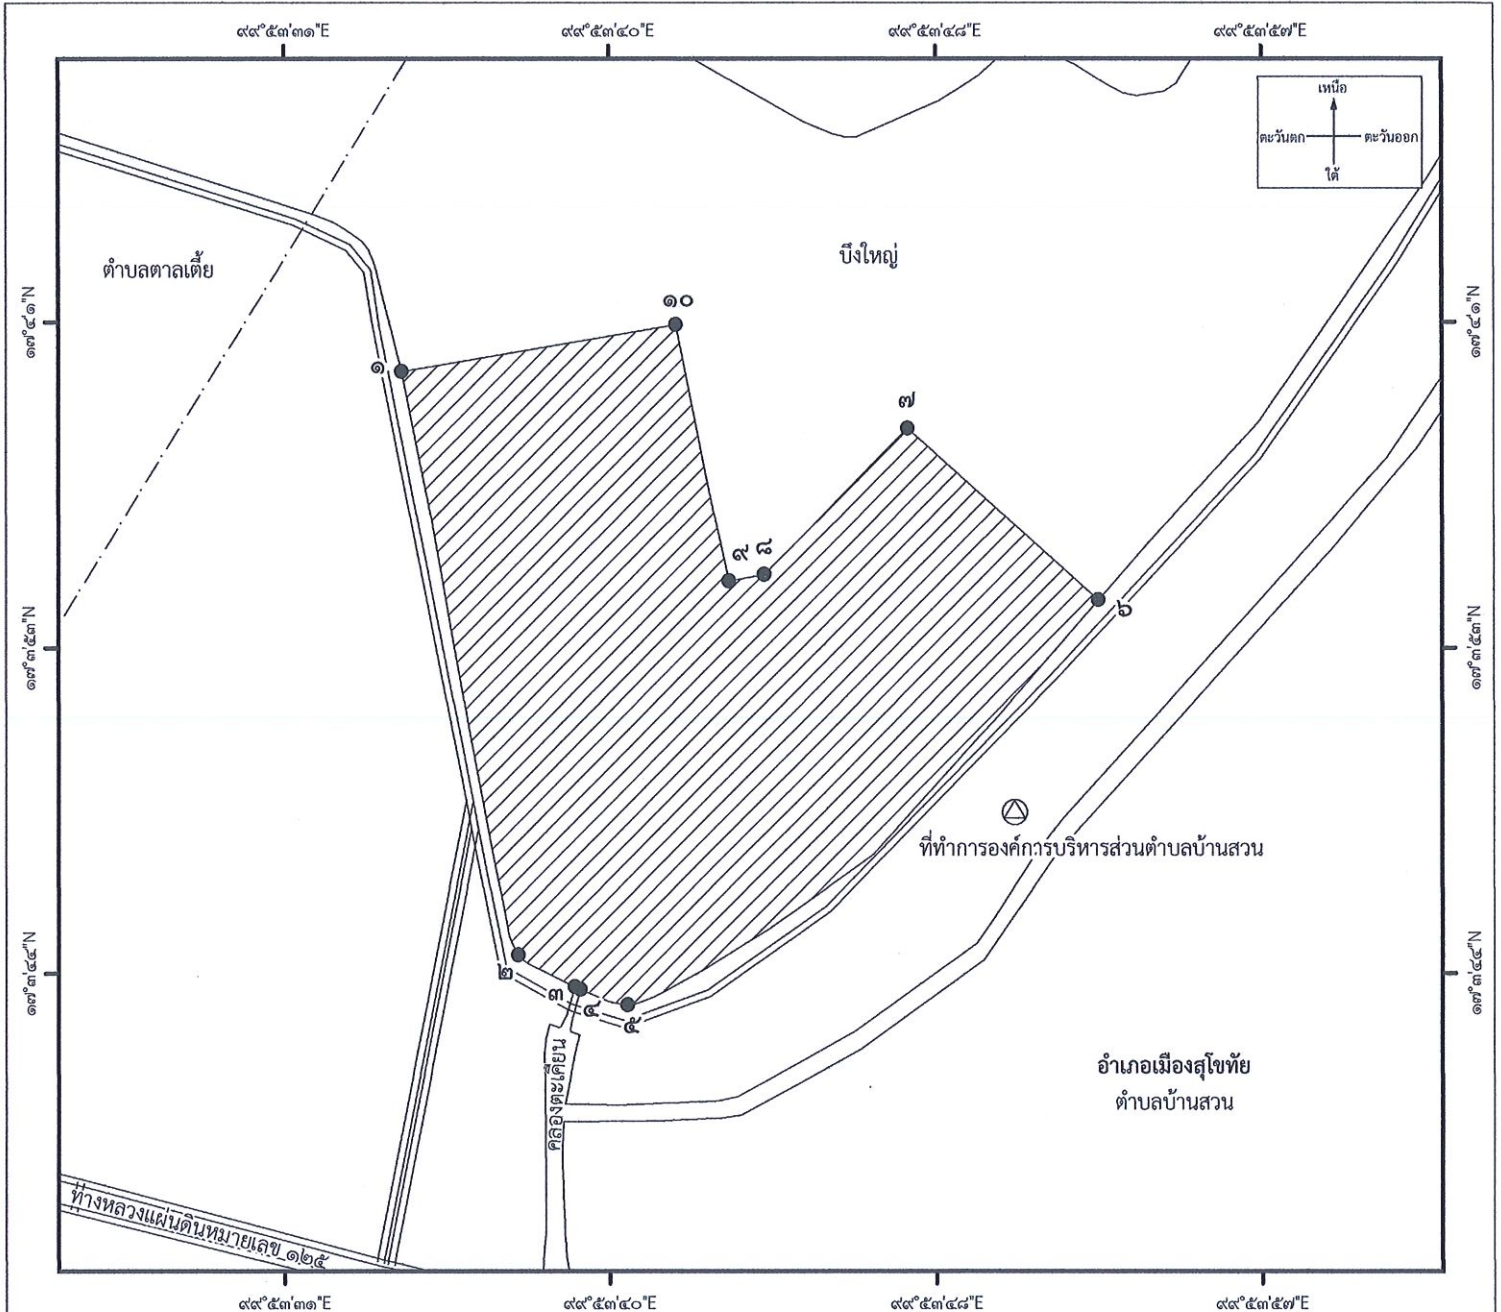 ๙๙°๕๓'๓๑"E ๙๙°๕๓'๔๐"E ๙๙°๕๓'๔๘"E ๙๙°๕๓'๕๗"E
เหนือ
ตะวันตก ตะวันออก
ใต้
ตำบลตาลเตี้ย
บึงใหญ่
๑๐
๑๗°๔'๑"N ๑๗°๔'๑"N
๑
๗
๙ ๘
๖
๑๗°๓'๕๓"N ๑๗°๓'๕๓"N
ที่ทำการองค์การบริหารส่วนตำบลบ้านสวน
๑๗°๓'๔๔"N ๑๗°๓'๔๔"N
๒
๓
๔
๕
คลองตะเคียน
อำเภอเมืองสุโขทัย
ตำบลบ้านสวน
ทางหลวงแผ่นดินหมายเลข ๑๒๕
๙๙°๕๓'๓๑"E ๙๙°๕๓'๔๐"E ๙๙°๕๓'๔๘"E ๙๙°๕๓'๕๗"E